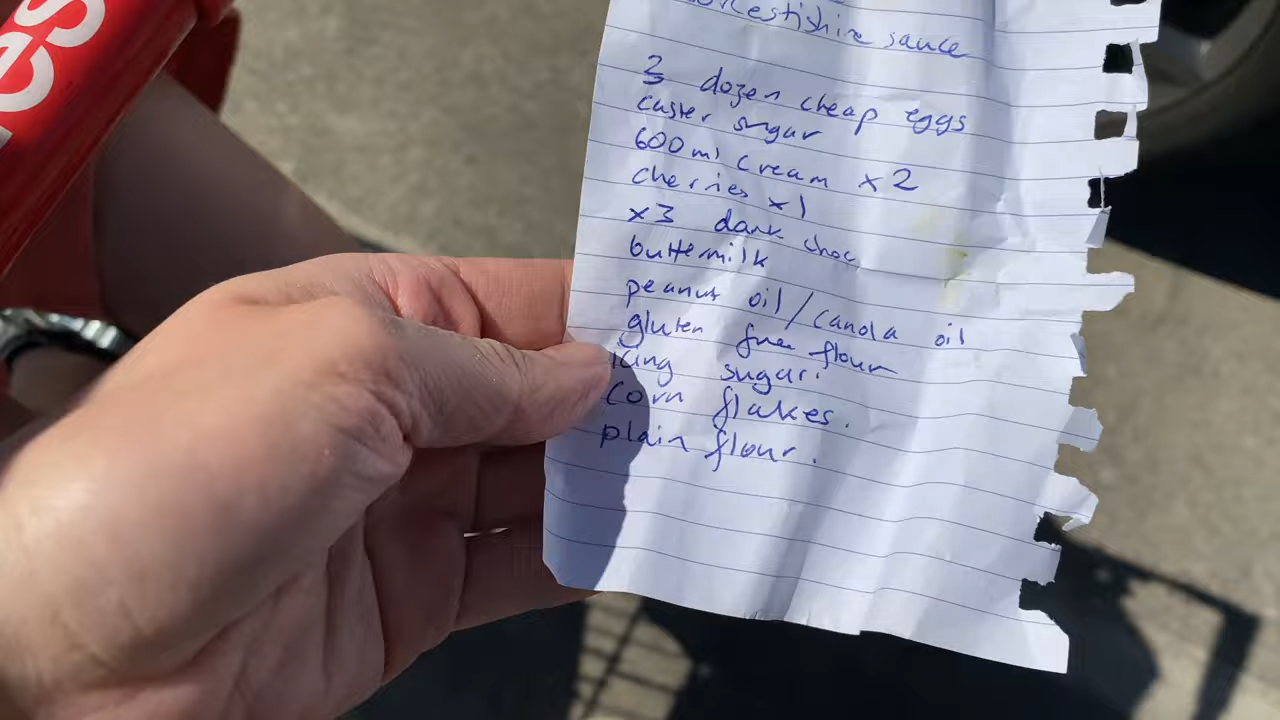 es
sauce
3 dozen cheap eggs
caster sugar
600ml cream x2
cherries x1
x3 dark choc
buttermilk
peanut oil/canola oil
gluten free flour
icing sugar.
corn flakes.
plain flour.